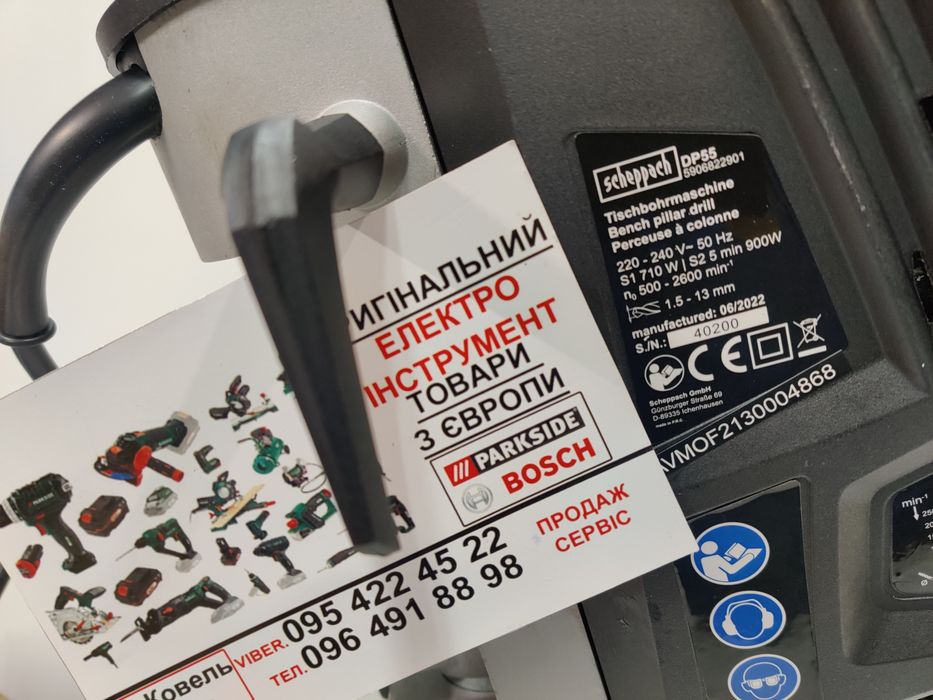 scheppach
DP55
5906822901
Tischbohrmaschine
Bench pillar drill
Perceuse à colonne
220 - 240 V~ 50 Hz
S1 710 W | S2 5 min 900W
n₀ 500 - 2600 min⁻¹
1.5 - 13 mm
manufactured: 06/2022
S./N.: 40200
CE
Scheppach GmbH
Günzburger Straße 69
D-89335 Ichenhausen
made in P.R.C.
VMOF2130004868
min⁻¹
РИГІНАЛЬНИЙ
ЕЛЕКТРО
ІНСТРУМЕНТ
ТОВАРИ
З ЄВРОПИ
PARKSIDE
BOSCH
ПРОДАЖ
СЕРВІС
VIBER. 095 422 45 22
ТЕЛ. 096 491 88 98
Ковель
PARKSIDE